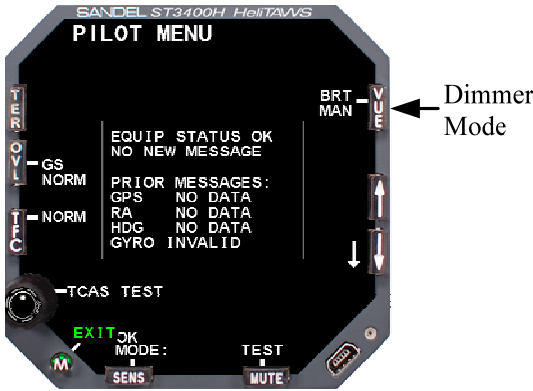 SANDEL ST3400H HeliTAWS
PILOT MENU
BRT
MAN
VUE
Dimmer
Mode
TER
EQUIP STATUS OK
NO NEW MESSAGE
OVL
GS
NORM
PRIOR MESSAGES:
GPS NO DATA
RA NO DATA
HDG NO DATA
GYRO INVALID
TFC
NORM
TCAS TEST
EXIT
OK
MODE:
TEST
M
SENS
MUTE